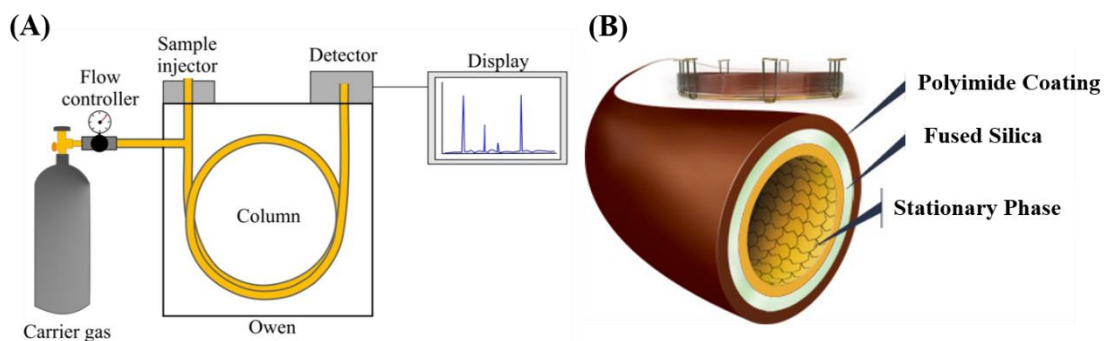 (A)
Sample
injector
Detector
Display
Flow
controller
Column
Carrier gas
Owen
(B)
Polyimide Coating
Fused Silica
Stationary Phase